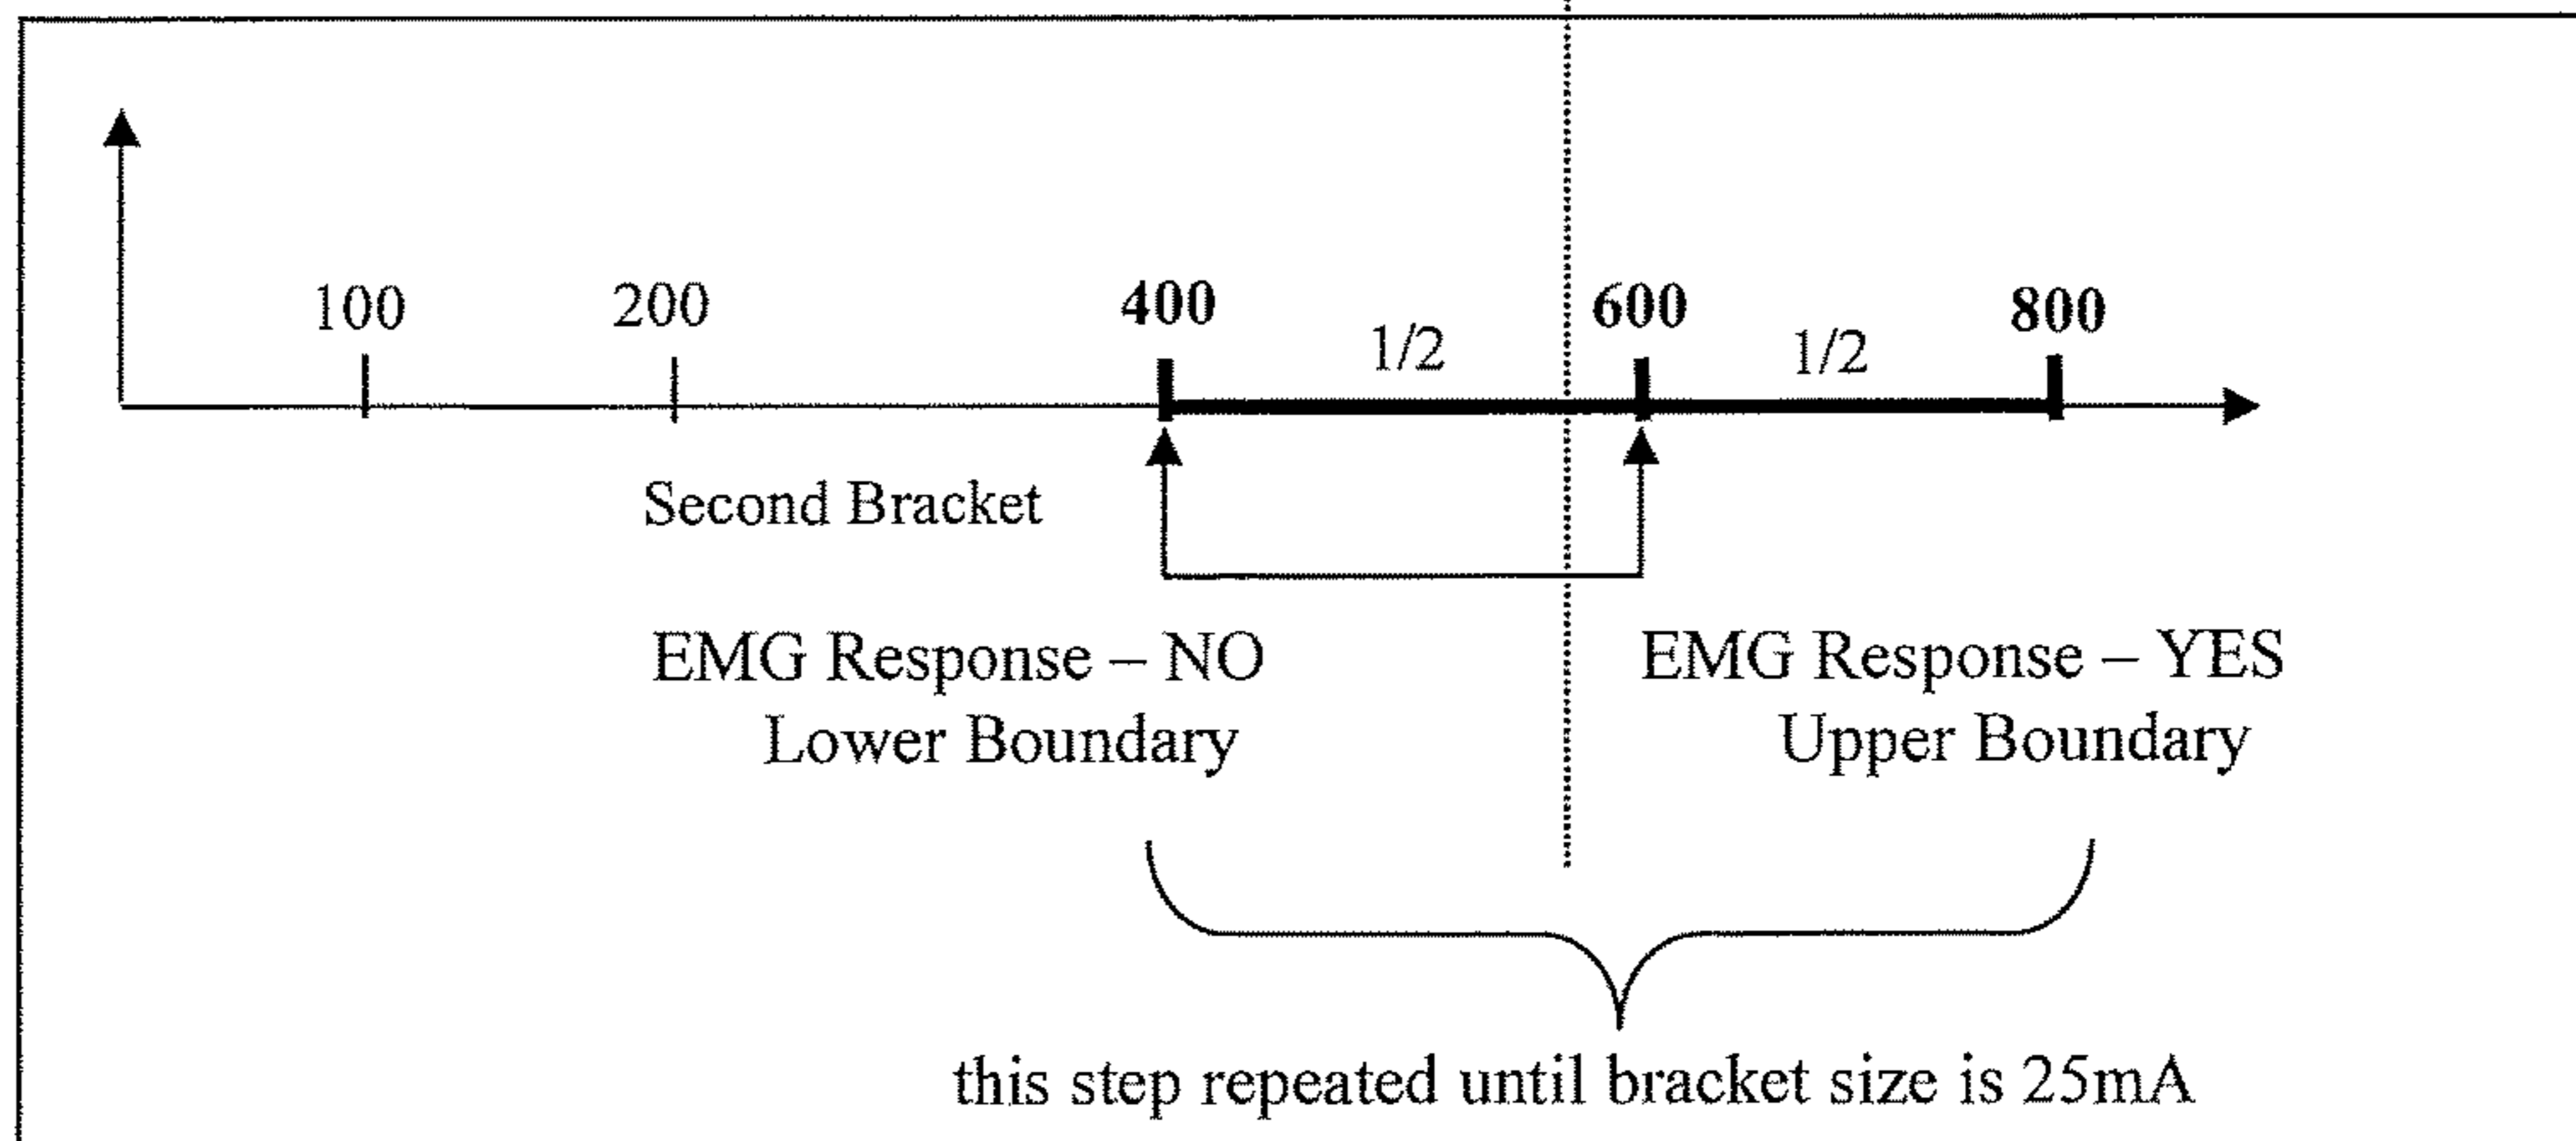 100 200 400 600 800
1/2 1/2
Second Bracket
EMG Response – NO
Lower Boundary
EMG Response – YES
Upper Boundary
this step repeated until bracket size is 25mA